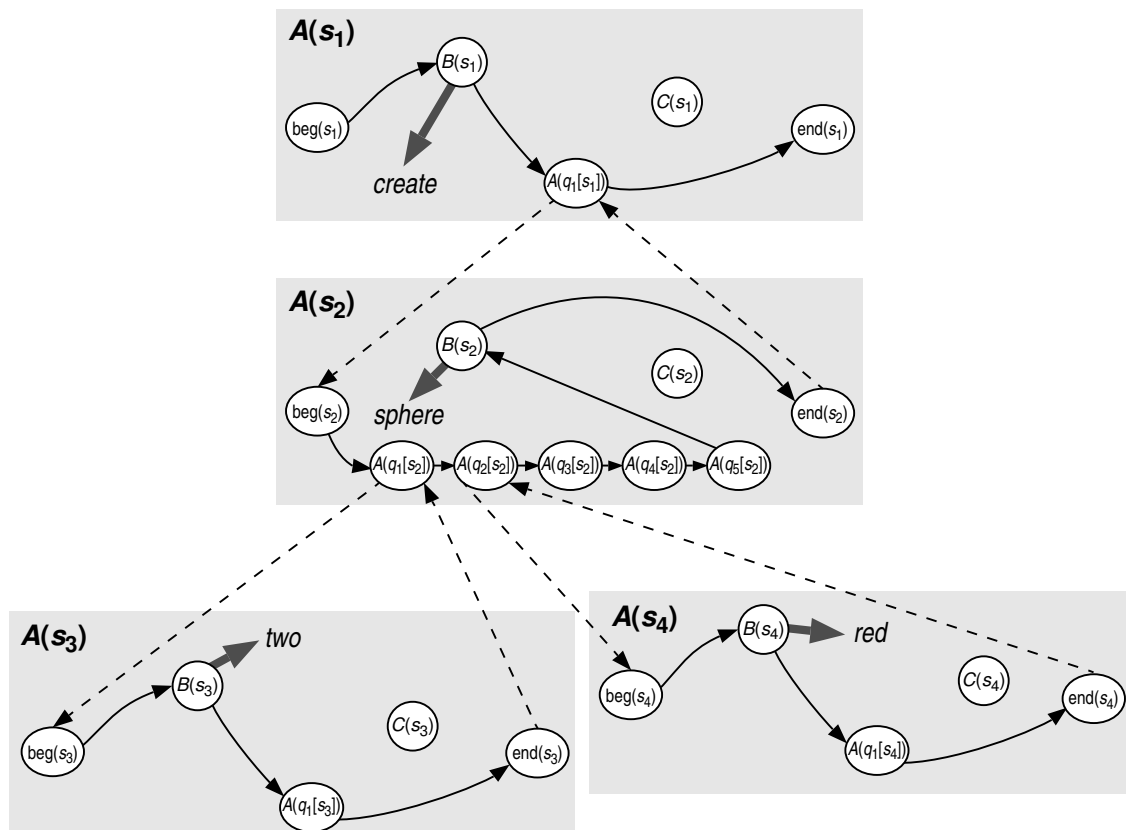 A(s₁)
B(s₁)
C(s₁)
beg(s₁)
end(s₁)
create
A(q₁[s₁])
A(s₂)
B(s₂)
C(s₂)
beg(s₂)
end(s₂)
sphere
A(q₁[s₂]) A(q₂[s₂]) A(q₃[s₂]) A(q₄[s₂]) A(q₅[s₂])
A(s₃)
two
B(s₃)
C(s₃)
beg(s₃)
end(s₃)
A(q₁[s₃])
A(s₄)
B(s₄)
red
C(s₄)
beg(s₄)
end(s₄)
A(q₁[s₄])